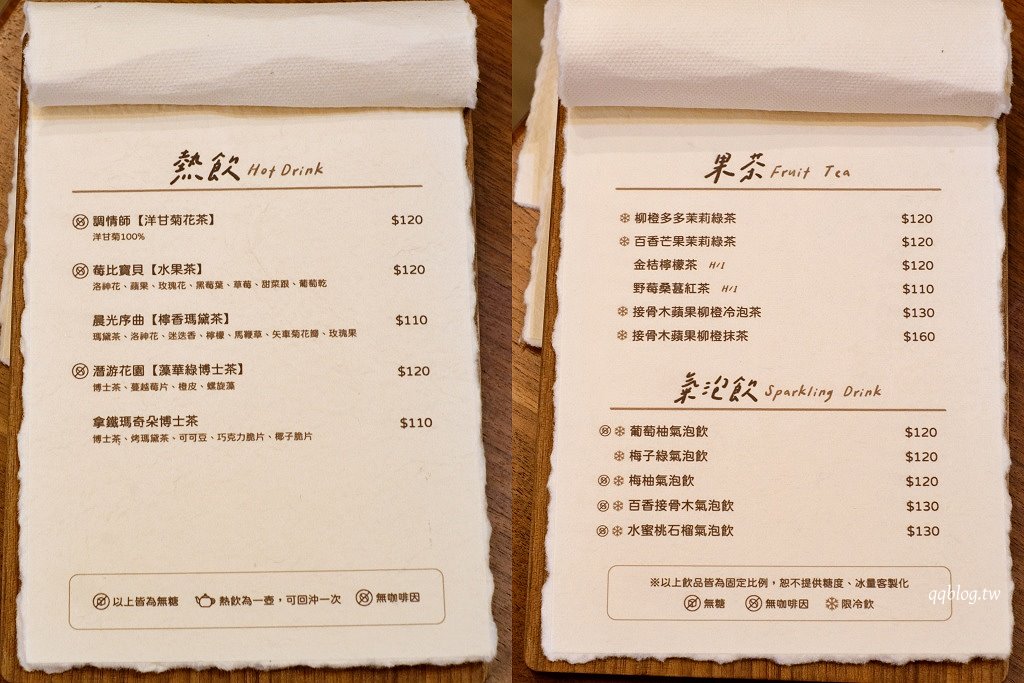 熱飲 Hot Drink
調情師【洋甘菊花茶】 $120
洋甘菊100%
莓比寶貝【水果茶】 $120
洛神花、蘋果、玫瑰花、黑莓葉、草莓、甜菜跟、葡萄乾
晨光序曲【檸香瑪黛茶】 $110
瑪黛茶、洛神花、迷迭香、檸檬、馬鞭草、矢車菊花瓣、玫瑰果
潛游花園【藻華綠博士茶】 $120
博士茶、蔓越莓片、橙皮、螺旋藻
拿鐵瑪奇朵博士茶 $110
博士茶、烤瑪黛茶、可可豆、巧克力脆片、椰子脆片
以上皆為無糖 熱飲為一壺，可回沖一次 無咖啡因
果茶 Fruit Tea
柳橙多多茉莉綠茶 $120
百香芒果茉莉綠茶 $120
金桔檸檬茶 H/I $120
野莓桑葚紅茶 H/I $110
接骨木蘋果柳橙冷泡茶 $130
接骨木蘋果柳橙抹茶 $160
氣泡飲 Sparkling Drink
葡萄柚氣泡飲 $120
梅子綠氣泡飲 $120
梅柚氣泡飲 $120
百香接骨木氣泡飲 $130
水蜜桃石榴氣泡飲 $130
※以上飲品皆為固定比例，恕不提供糖度、冰量客製化
無糖 無咖啡因 限冷飲
qqblog.tw